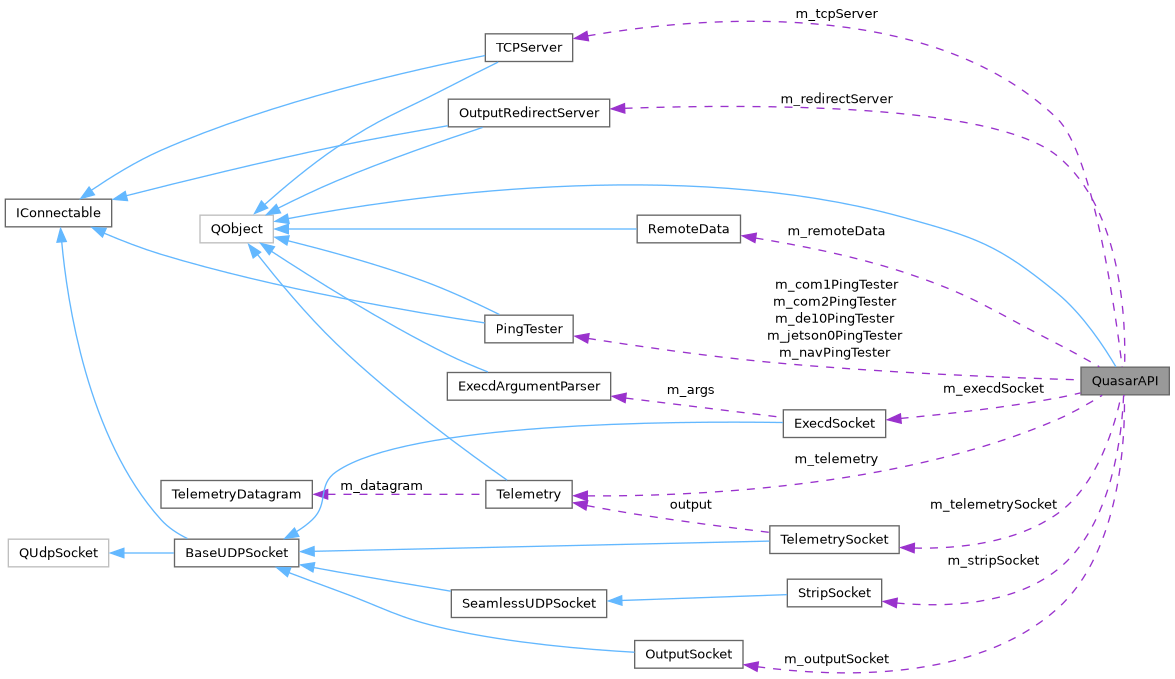 m_tcpServer
TCPServer
m_redirectServer
OutputRedirectServer
IConnectable
QObject
RemoteData
m_remoteData
m_com1PingTester
m_com2PingTester
m_de10PingTester
m_jetson0PingTester
m_navPingTester
PingTester
QuasarAPI
ExecdArgumentParser
m_args
m_execdSocket
ExecdSocket
m_telemetry
TelemetryDatagram
m_datagram
Telemetry
output
m_telemetrySocket
TelemetrySocket
QUdpSocket
BaseUDPSocket
m_stripSocket
SeamlessUDPSocket
StripSocket
OutputSocket
m_outputSocket